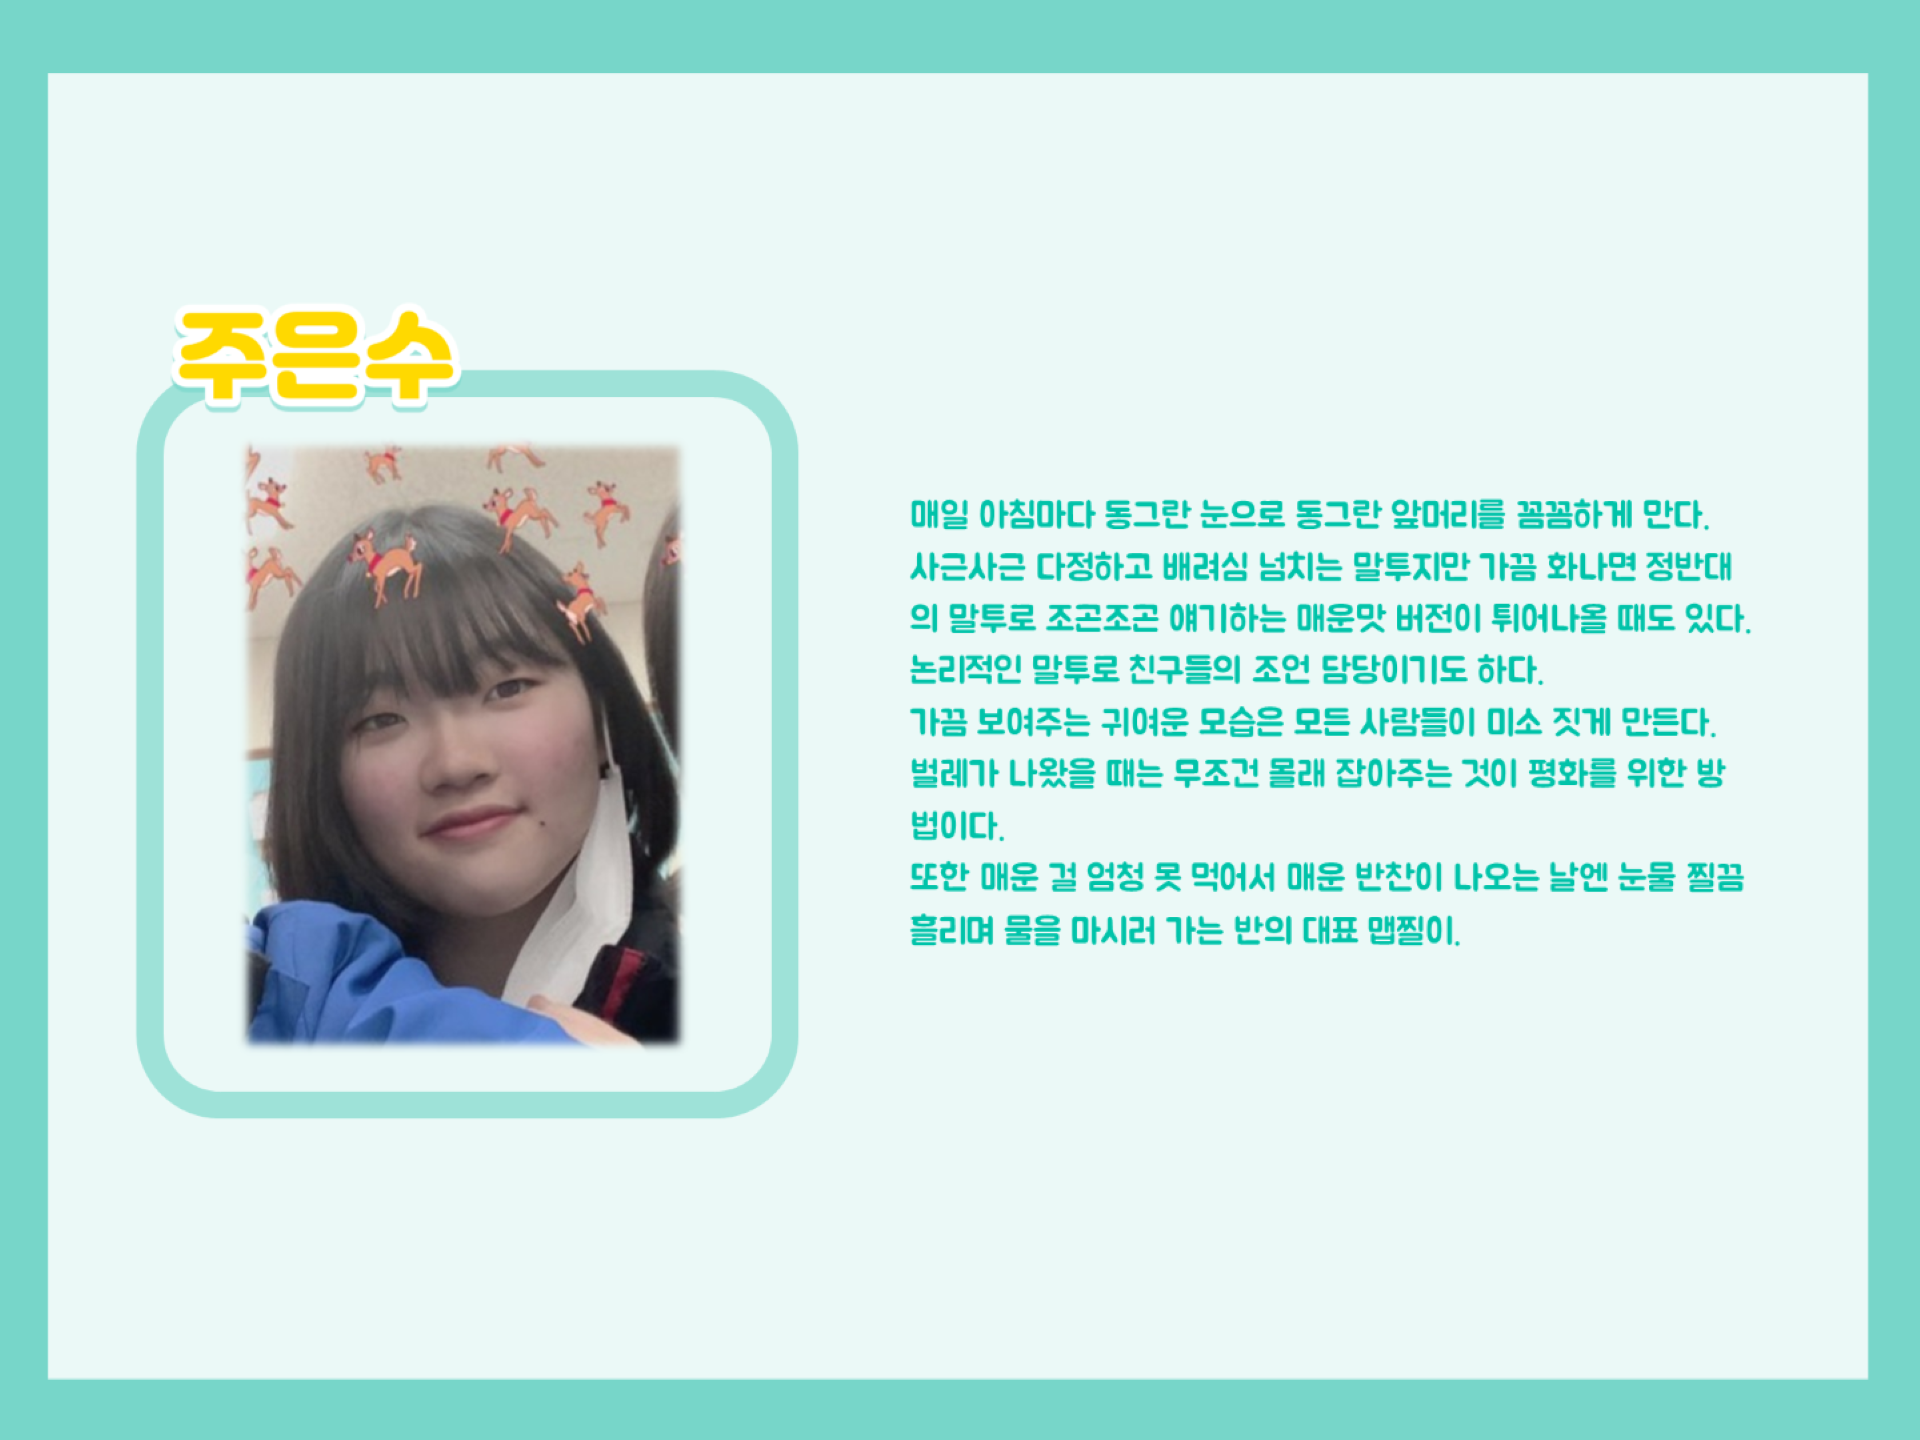 주은수
매일 아침마다 동그란 눈으로 동그란 앞머리를 꼼꼼하게 만다.
사근사근 다정하고 배려심 넘치는 말투지만 가끔 화나면 정반대
의 말투로 조곤조곤 얘기하는 매운맛 버전이 튀어나올 때도 있다.
논리적인 말투로 친구들의 조언 담당이기도 하다.
가끔 보여주는 귀여운 모습은 모든 사람들이 미소 짓게 만든다.
벌레가 나왔을 때는 무조건 몰래 잡아주는 것이 평화를 위한 방
법이다.
또한 매운 걸 엄청 못 먹어서 매운 반찬이 나오는 날엔 눈물 찔끔
흘리며 물을 마시러 가는 반의 대표 맵찔이.